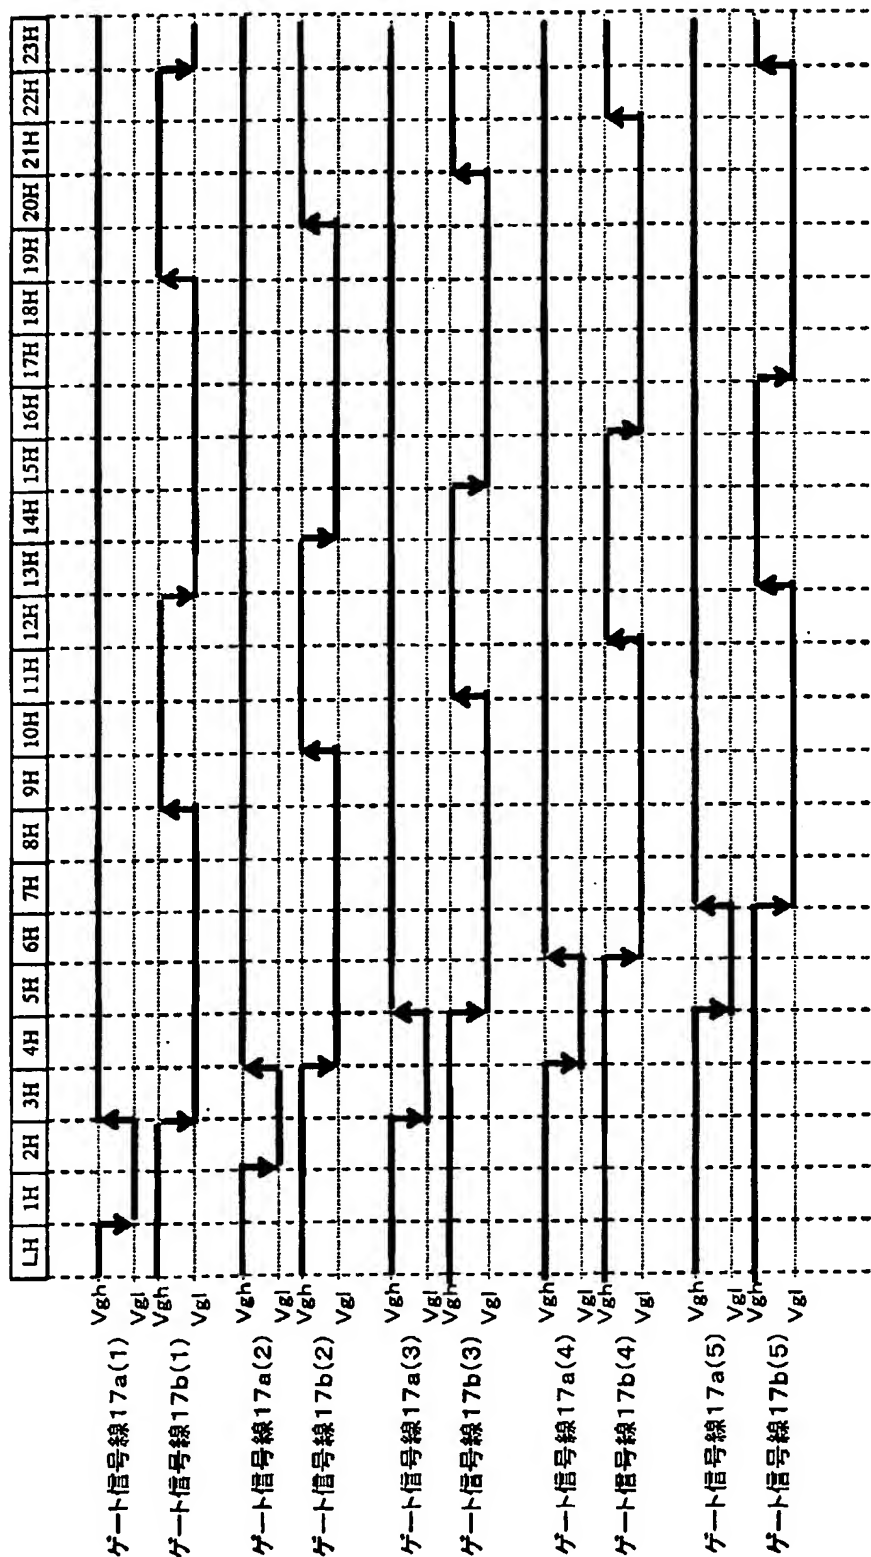 LH 1H 2H 3H 4H 5H 6H 7H 8H 9H 10H 11H 12H 13H 14H 15H 16H 17H 18H 19H 20H 21H 22H 23H
ゲート信号線17a(1) Vgh
Vgl
ゲート信号線17b(1) Vgh
Vgl
ゲート信号線17a(2) Vgh
Vgl
ゲート信号線17b(2) Vgh
Vgl
ゲート信号線17a(3) Vgh
Vgl
ゲート信号線17b(3) Vgh
Vgl
ゲート信号線17a(4) Vgh
Vgl
ゲート信号線17b(4) Vgh
Vgl
ゲート信号線17a(5) Vgh
Vgl
ゲート信号線17b(5) Vgh
Vgl